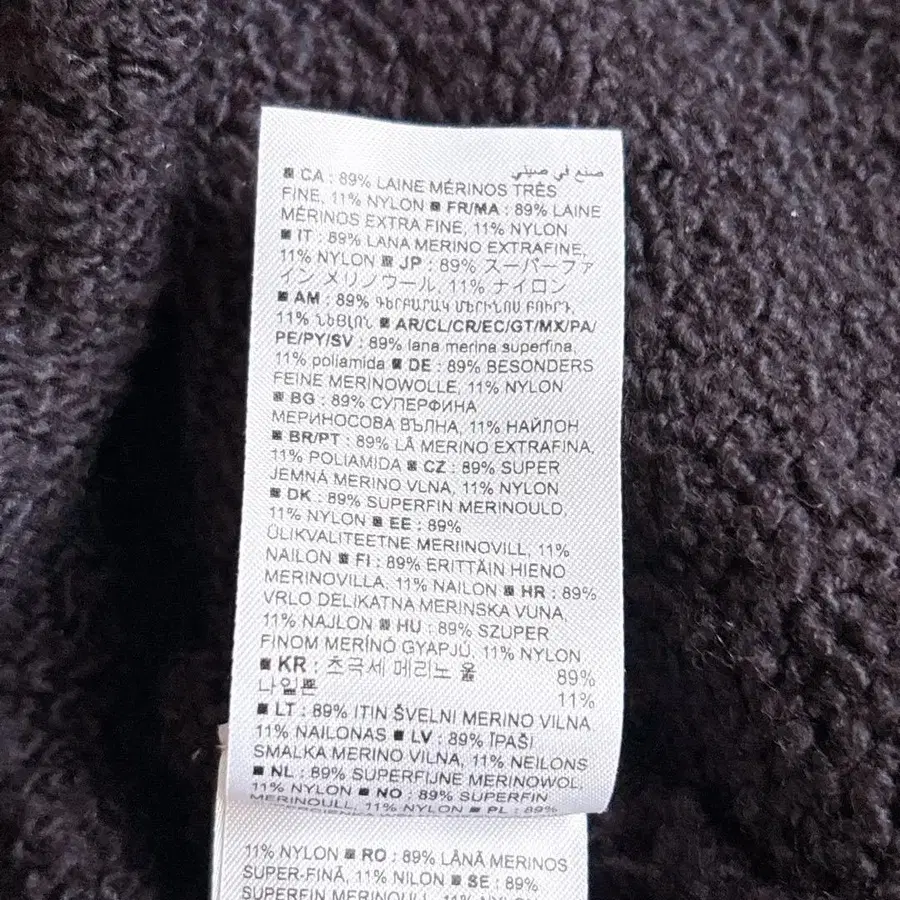 صنع في صيني
CA : 89% LAINE MÉRINOS TRÈS
FINE, 11% NYLON ■ FR/MA : 89% LAINE
MÉRINOS EXTRA FINE, 11% NYLON
■ IT : 89% LANA MERINO EXTRAFINE,
11% NYLON ■ JP : 89% スーパーファ
イン メリノウール, 11% ナイロン
■ AM : 89% ԳԵՐԲԱՐԱԿ ՄԵՐԻՆՈՍ ԲՈՒՐԴ,
11% ՆԵՅԼՈՆ ■ AR/CL/CR/EC/GT/MX/PA/
PE/PY/SV : 89% lana merina superfina,
11% poliamida ■ DE : 89% BESONDERS
FEINE MERINOWOLLE, 11% NYLON
■ BG : 89% СУПЕРФИНА
МЕРИНОСОВА ВЪЛНА, 11% НАЙЛОН
■ BR/PT : 89% LÃ MERINO EXTRAFINA,
11% POLIAMIDA ■ CZ : 89% SUPER
JEMNÁ MERINO VLNA, 11% NYLON
■ DK : 89% SUPERFIN MERINOULD,
11% NYLON ■ EE : 89%
ÜLIKVALITEETNE MERIINOVILL, 11%
NAILON ■ FI : 89% ERITTÄIN HIENO
MERINOVILLA, 11% NAILON ■ HR : 89%
VRLO DELIKATNA MERINSKA VUNA,
11% NAJLON ■ HU : 89% SZUPER
FINOM MERÍNÓ GYAPJÚ, 11% NYLON
■ KR : 초극세 메리노 울 89%
나일론 11%
■ LT : 89% ITIN ŠVELNI MERINO VILNA
11% NAILONAS ■ LV : 89% ĪPAŠI
SMALKA MERINO VILNA, 11% NEILONS
■ NL : 89% SUPERFIJNE MERINOWOL,
11% NYLON ■ NO : 89% SUPERFIN
MERINOULL, 11% NYLON ■ PL : 89%
11% NYLON ■ RO : 89% LÂNĂ MERINOS
SUPER-FINĂ, 11% NILON ■ SE : 89%
SUPERFIN MERINOULL, 11% NYLON